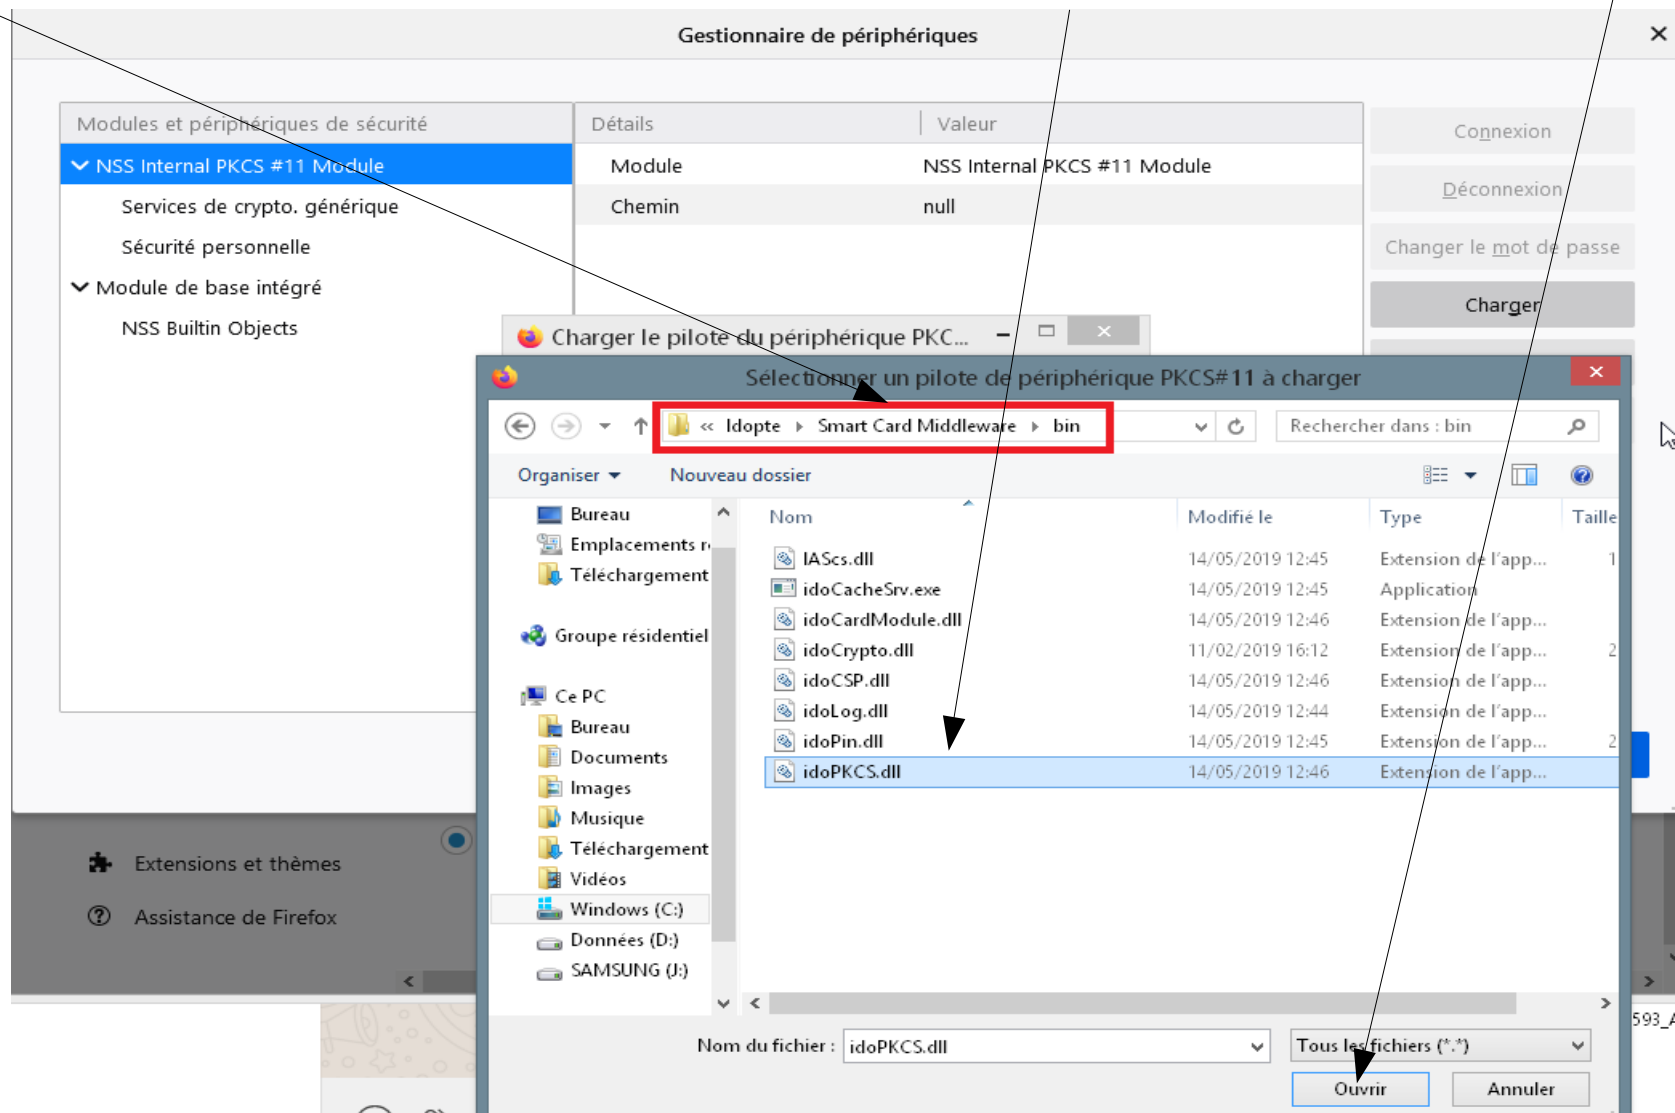 Gestionnaire de périphériques
Modules et périphériques de sécurité
Détails
Valeur
NSS Internal PKCS #11 Module
Module
NSS Internal PKCS #11 Module
Services de crypto. générique
Chemin
null
Sécurité personnelle
Module de base intégré
NSS Builtin Objects
Connexion
Déconnexion
Changer le mot de passe
Charger
Charger le pilote du périphérique PKC...
Sélectionner un pilote de périphérique PKCS#11 à charger
« Idopte Smart Card Middleware bin
Rechercher dans : bin
Organiser
Nouveau dossier
Bureau
Emplacements r
Téléchargement
Groupe résidentiel
Ce PC
Bureau
Documents
Images
Musique
Téléchargement
Vidéos
Windows (C:)
Données (D:)
SAMSUNG (J:)
Nom Modifié le Type Taille
IAScs.dll 14/05/2019 12:45 Extension de l'app... 1
idoCacheSrv.exe 14/05/2019 12:45 Application
idoCardModule.dll 14/05/2019 12:46 Extension de l'app...
idoCrypto.dll 11/02/2019 16:12 Extension de l'app... 2
idoCSP.dll 14/05/2019 12:46 Extension de l'app...
idoLog.dll 14/05/2019 12:44 Extension de l'app...
idoPin.dll 14/05/2019 12:45 Extension de l'app... 2
idoPKCS.dll 14/05/2019 12:46 Extension de l'app...
Extensions et thèmes
Assistance de Firefox
593_A
Nom du fichier : idoPKCS.dll
Tous les fichiers (*.*)
Ouvrir
Annuler